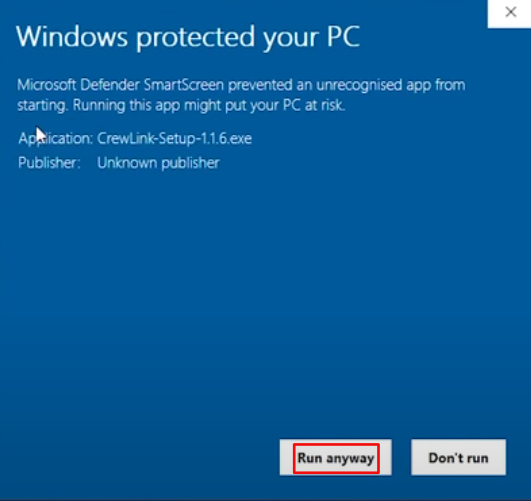 Windows protected your PC
Microsoft Defender SmartScreen prevented an unrecognised app from
starting. Running this app might put your PC at risk.
Application: CrewLink-Setup-1.1.6.exe
Publisher: Unknown publisher
Run anyway Don't run